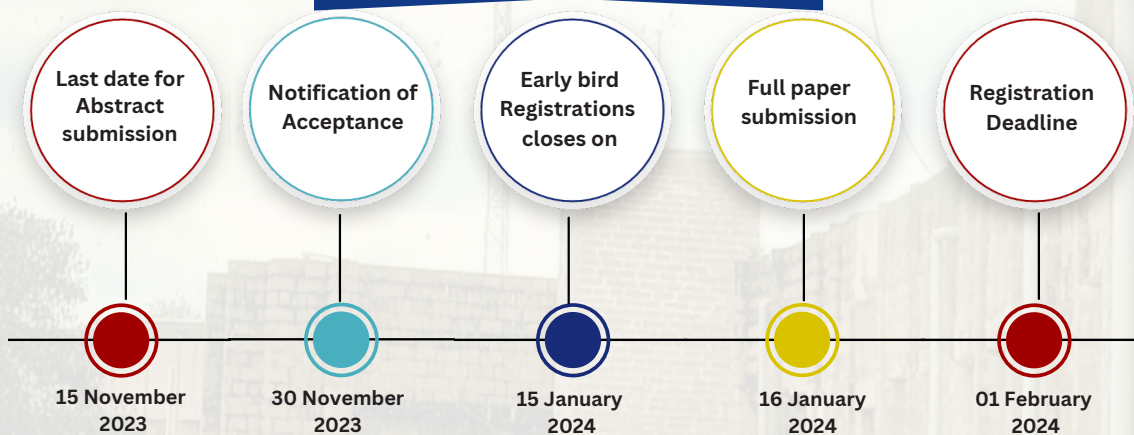 Last date for
Abstract
submission
Notification of
Acceptance
Early bird
Registrations
closes on
Full paper
submission
Registration
Deadline
15 November
2023
30 November
2023
15 January
2024
16 January
2024
01 February
2024